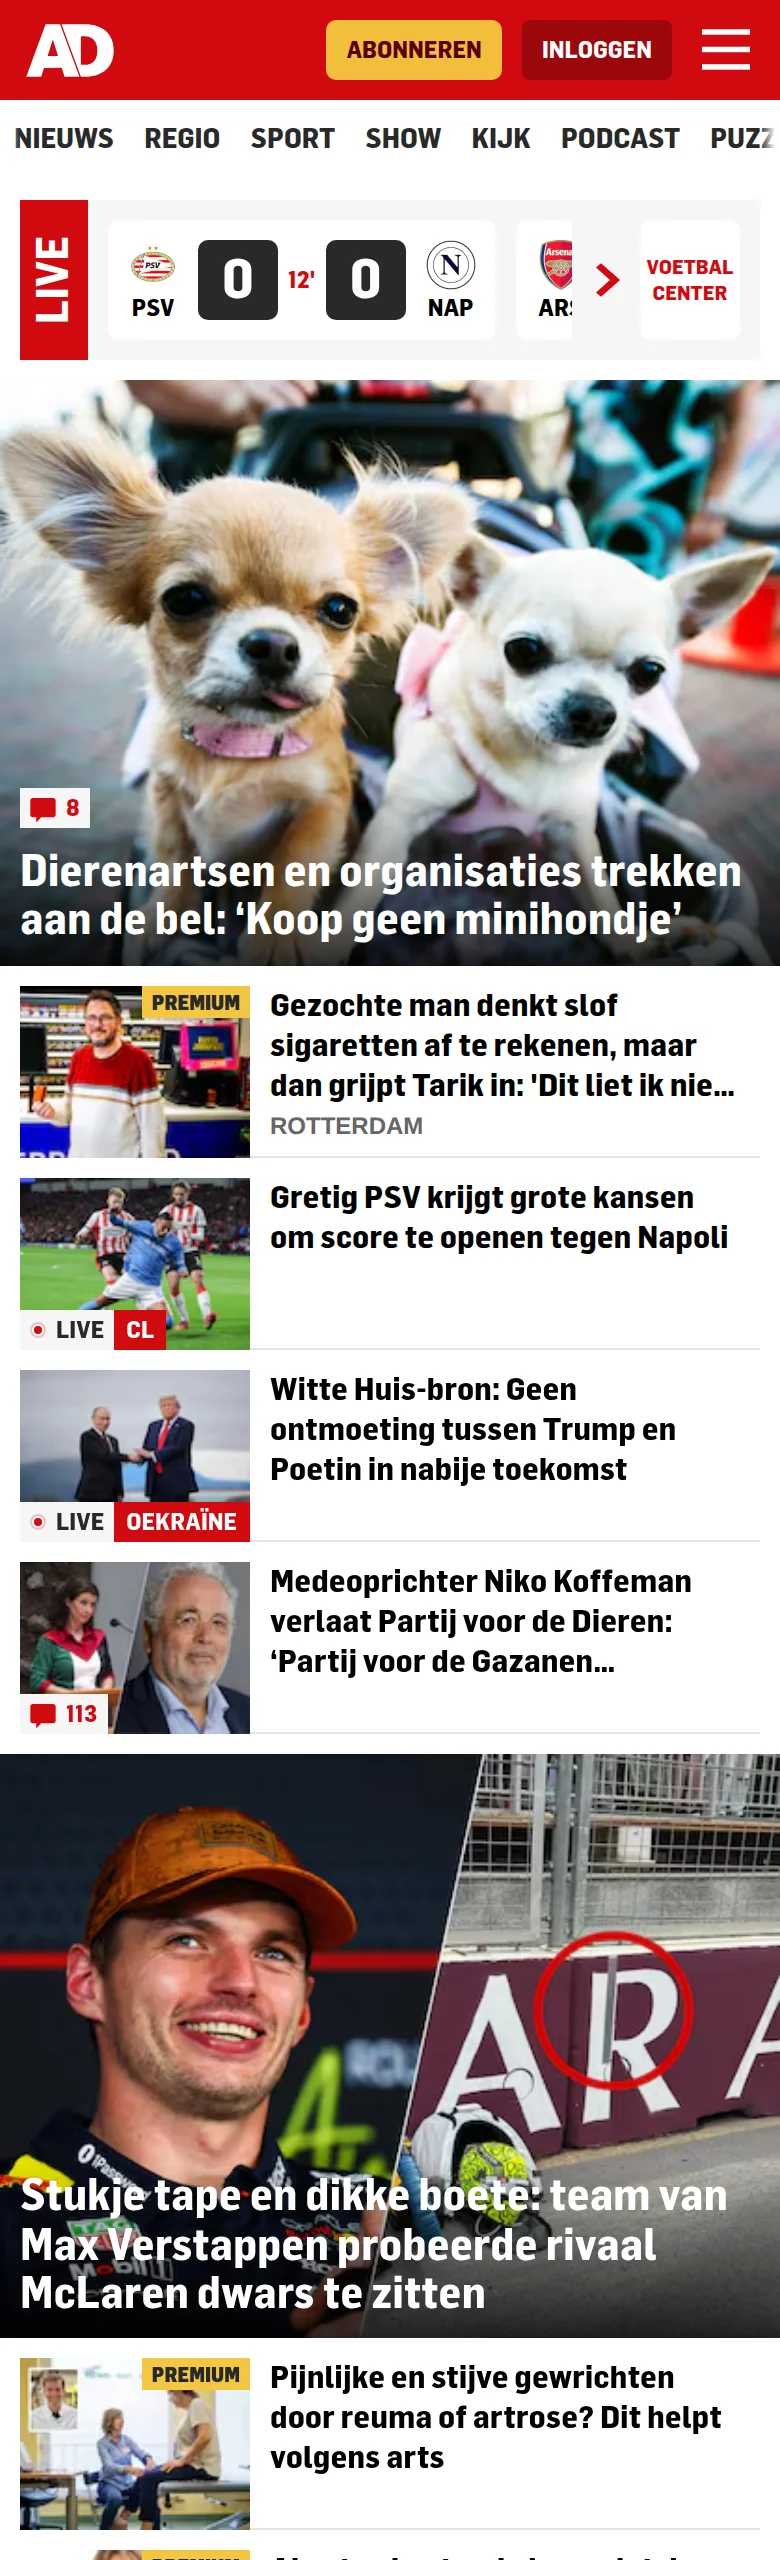 AD
ABONNEREN
INLOGGEN
NIEUWS REGIO SPORT SHOW KIJK PODCAST PUZZ
LIVE
PSV
PSV
0
12'
0
N
NAP
Arsenal
ARS
VOETBAL
CENTER
8
Dierenartsen en organisaties trekken
aan de bel: ‘Koop geen minihondje’
PREMIUM
Gezochte man denkt slof
sigaretten af te rekenen, maar
dan grijpt Tarik in: 'Dit liet ik nie...
ROTTERDAM
Gretig PSV krijgt grote kansen
om score te openen tegen Napoli
LIVE CL
Witte Huis-bron: Geen
ontmoeting tussen Trump en
Poetin in nabije toekomst
LIVE OEKRAÏNE
Medeoprichter Niko Koffeman
verlaat Partij voor de Dieren:
‘Partij voor de Gazanen...
113
AR
Stukje tape en dikke boete: team van
Max Verstappen probeerde rivaal
McLaren dwars te zitten
PREMIUM
Pijnlijke en stijve gewrichten
door reuma of artrose? Dit helpt
volgens arts
PREMIUM